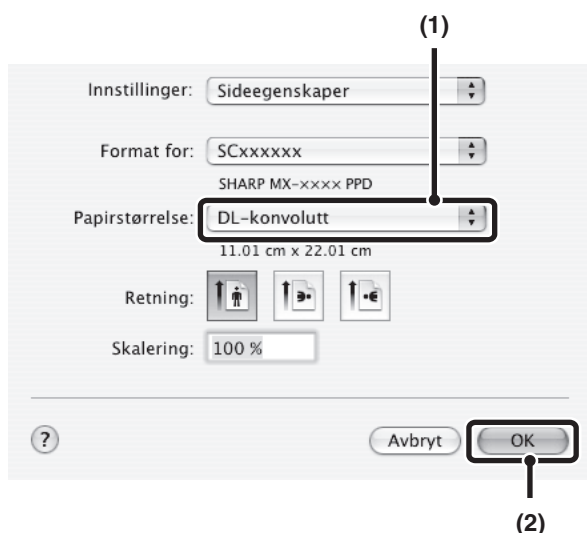 (1)
Innstillinger: Sideegenskaper
Format for: SCxxxxxx
SHARP MX-×××× PPD
Papirstørrelse: DL-konvolutt
11.01 cm x 22.01 cm
Retning:
Skalering: 100 %
? Avbryt OK
(2)